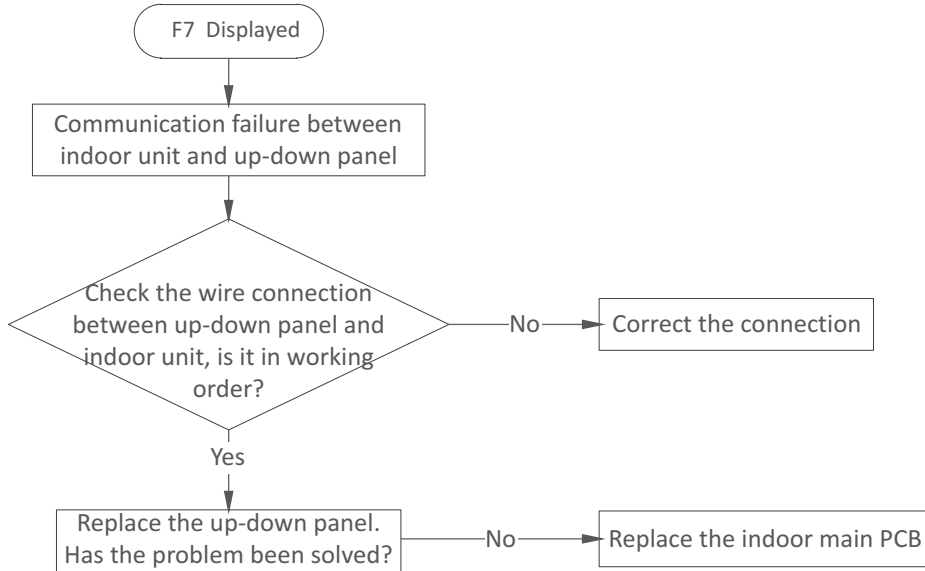 F7 Displayed
Communication failure between
indoor unit and up-down panel
Check the wire connection
between up-down panel and
indoor unit, is it in working
order?
No
Correct the connection
Yes
Replace the up-down panel.
Has the problem been solved?
No
Replace the indoor main PCB